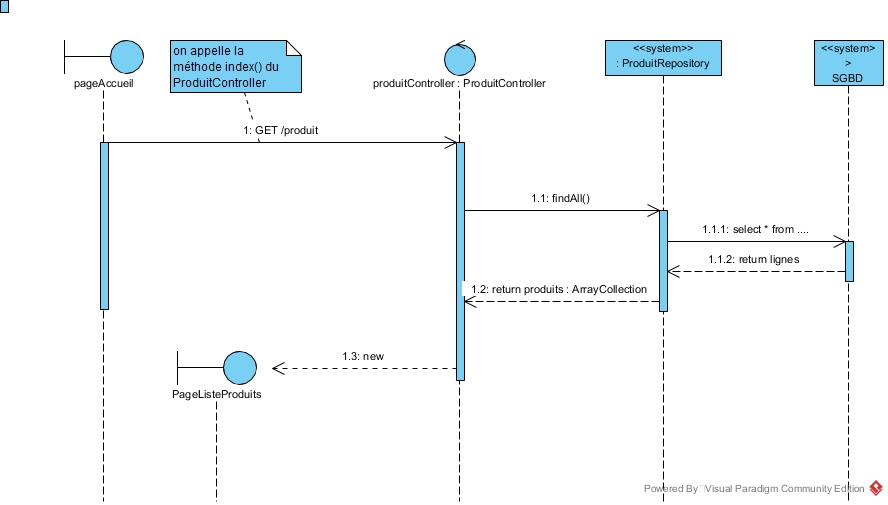 on appelle la
méthode index() du
ProduitController
<<system>>
: ProduitRepository
<<system>
>
SGBD
pageAccueil
produitController : ProduitController
1: GET /produit
1.1: findAll()
1.1.1: select * from ....
1.1.2: return lignes
1.2: return produits : ArrayCollection
1.3: new
PageListeProduits
Powered By Visual Paradigm Community Edition